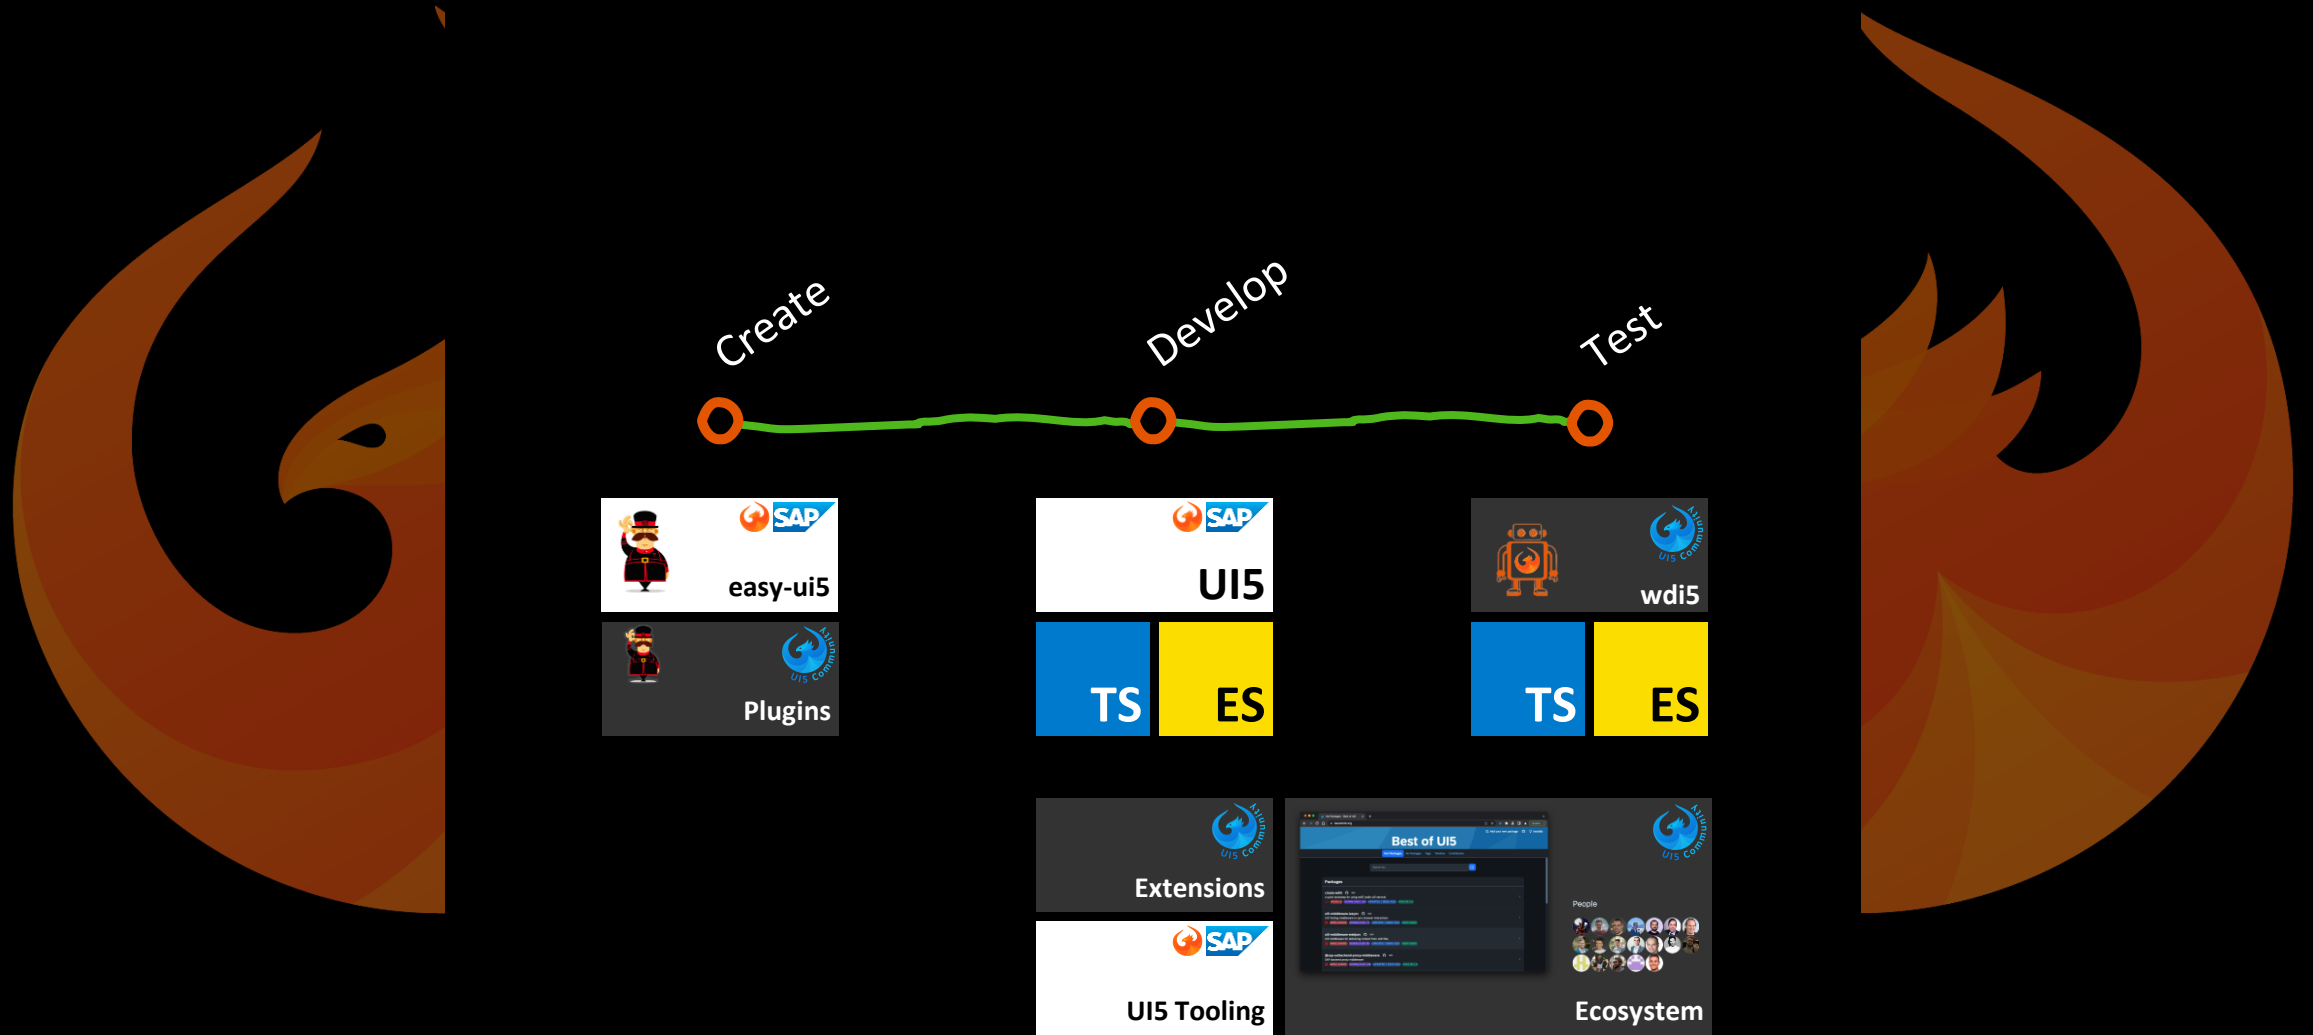 Create
Develop
Test
SAP
easy-ui5
SAP
UI5
UI5 Community
wdi5
UI5 Community
Plugins
TS
ES
TS
ES
UI5 Community
Extensions
Best of UI5
Packages
UI5 Community
People
SAP
UI5 Tooling
Ecosystem